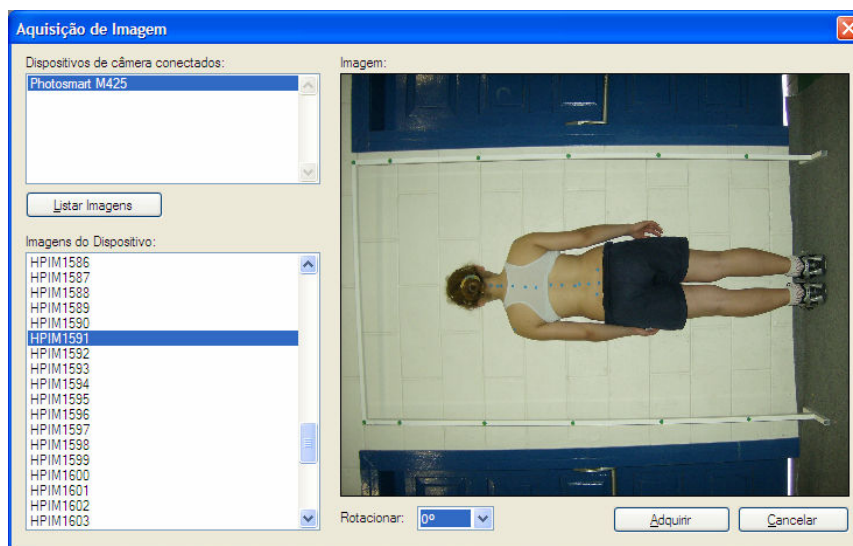 Aquisição de Imagem
Dispositivos de câmera conectados:
Photosmart M425
Listar Imagens
Imagens do Dispositivo:
HPIM1586
HPIM1587
HPIM1588
HPIM1589
HPIM1590
HPIM1591
HPIM1592
HPIM1593
HPIM1594
HPIM1595
HPIM1596
HPIM1597
HPIM1598
HPIM1599
HPIM1600
HPIM1601
HPIM1602
HPIM1603
Imagem:
Rotacionar: 0º
Adquirir
Cancelar